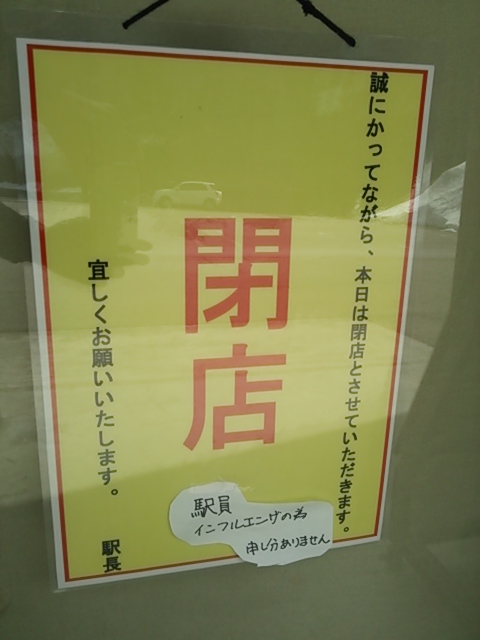 誠にかってながら、本日は閉店とさせていただきます。
閉店
宜しくお願いいたします。
駅長
駅員
インフルエンザの為
申し分ありません